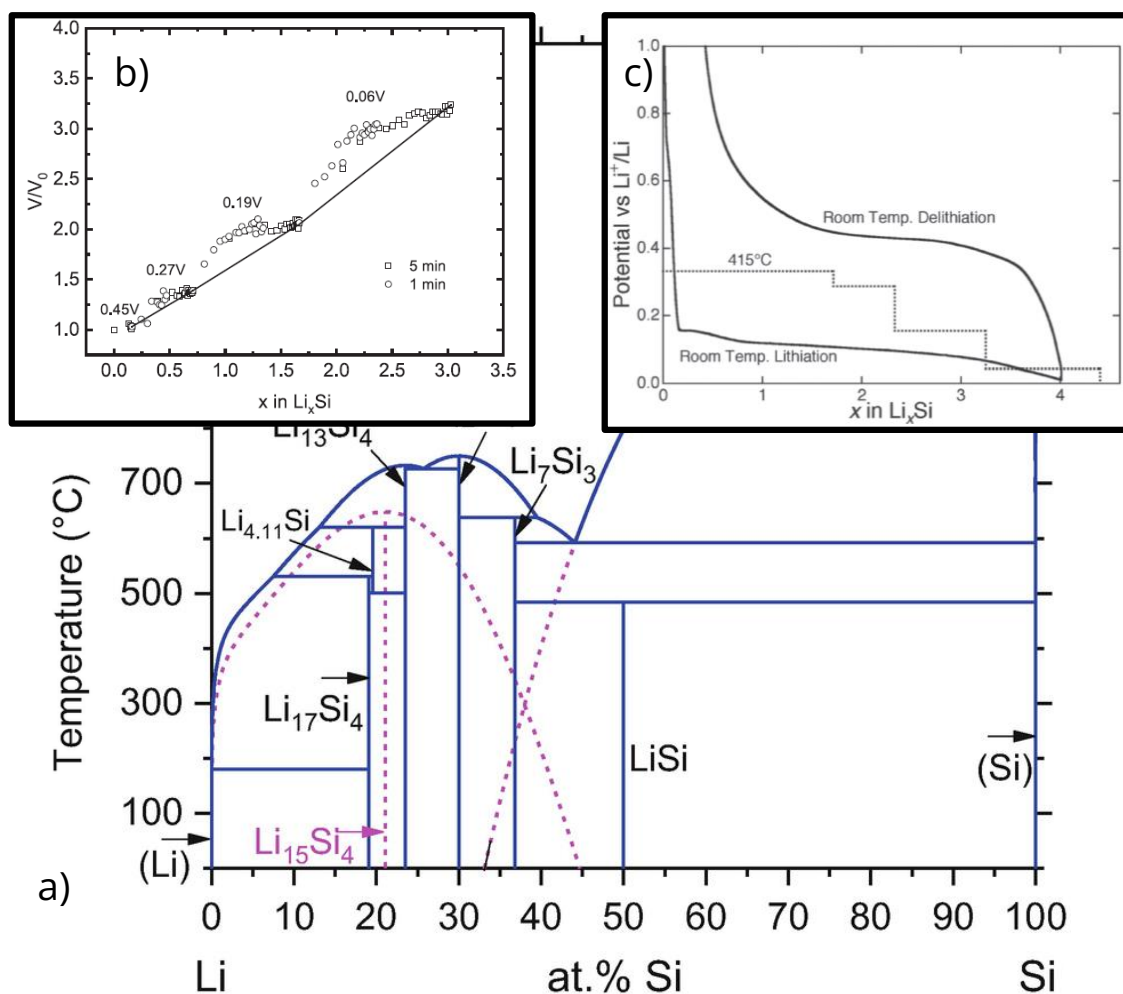 b)
4.0
3.5
3.0
2.5
2.0
1.5
1.0
V/V0
0.06V
0.19V
0.27V
0.45V
5 min
1 min
0.0 0.5 1.0 1.5 2.0 2.5 3.0 3.5
x in LixSi
c)
1.0
0.8
0.6
0.4
0.2
0.0
Potential vs Li+/Li
Room Temp. Delithiation
415°C
Room Temp. Lithiation
0 1 2 3 4
x in LixSi
Li13Si4
Li7Si3
Li4.11Si
700
500
300
100
Temperature (°C)
Li17Si4
LiSi
(Si)
Li15Si4
(Li)
a)
0 10 20 30 40 50 60 70 80 90 100
Li at.% Si Si